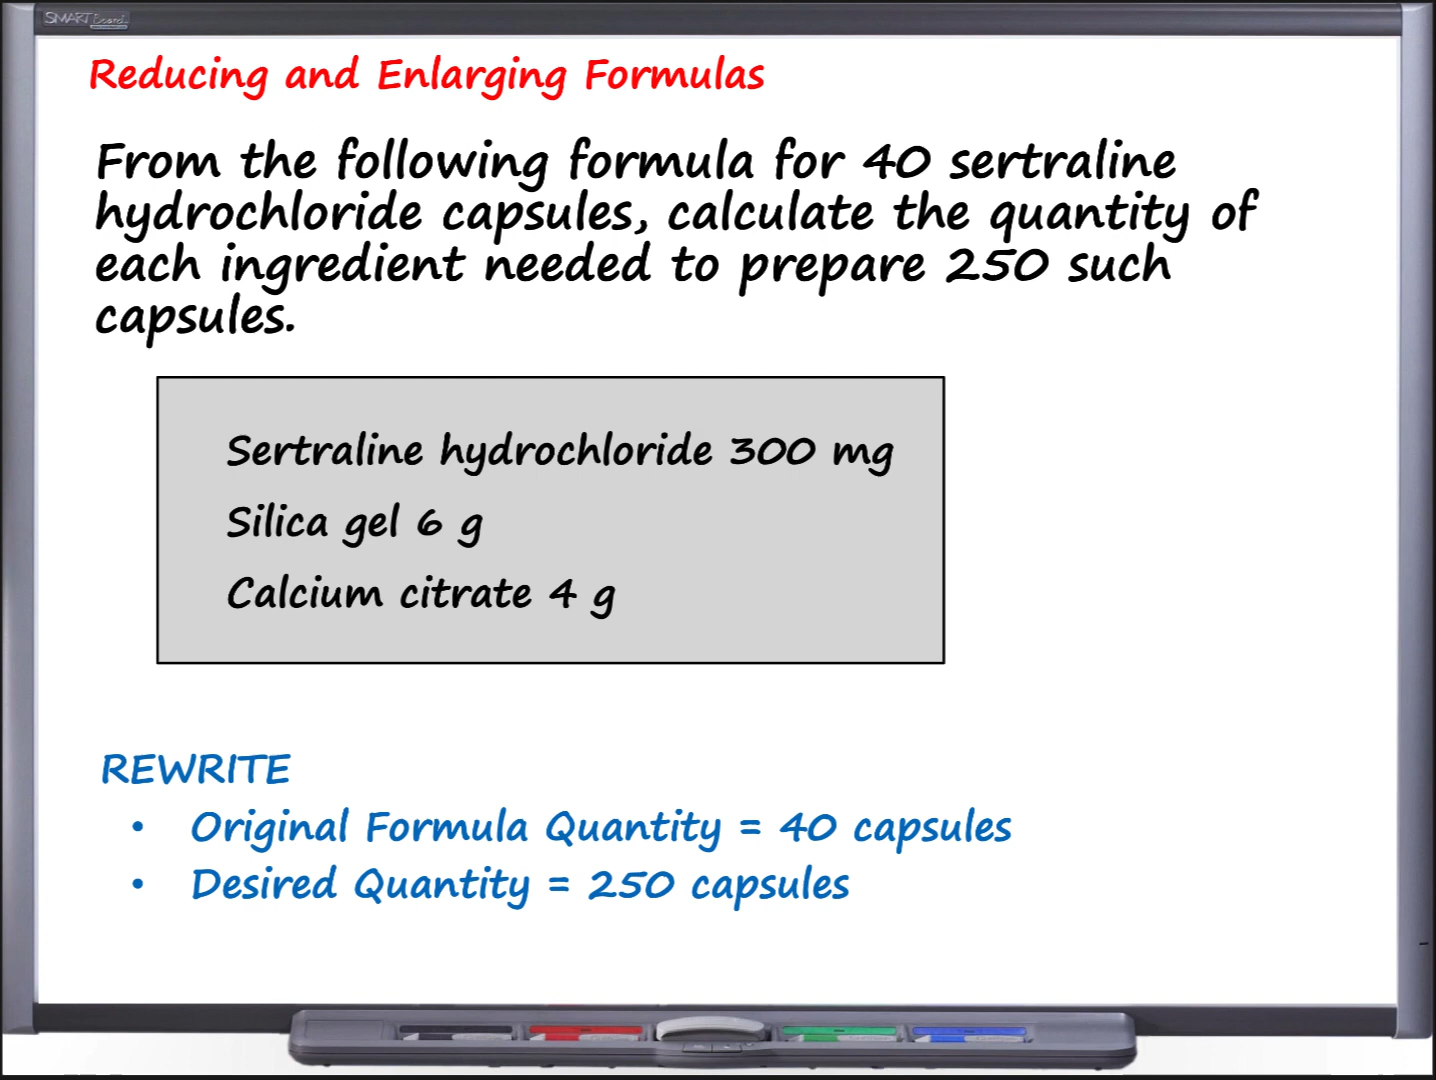 SMART Board
Reducing and Enlarging Formulas
From the following formula for 40 sertraline
hydrochloride capsules, calculate the quantity of
each ingredient needed to prepare 250 such
capsules.
Sertraline hydrochloride 300 mg
Silica gel 6 g
Calcium citrate 4 g
REWRITE
• Original Formula Quantity = 40 capsules
• Desired Quantity = 250 capsules